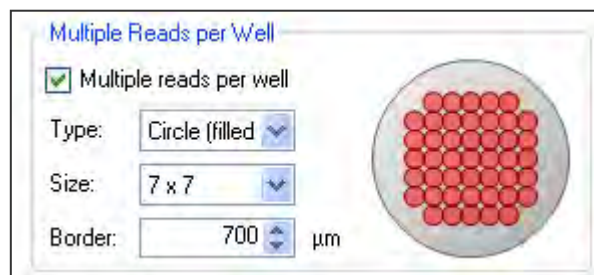 Multiple Reads per Well
Multiple reads per well
Type: Circle (filled
Size: 7 x 7
Border: 700 µm